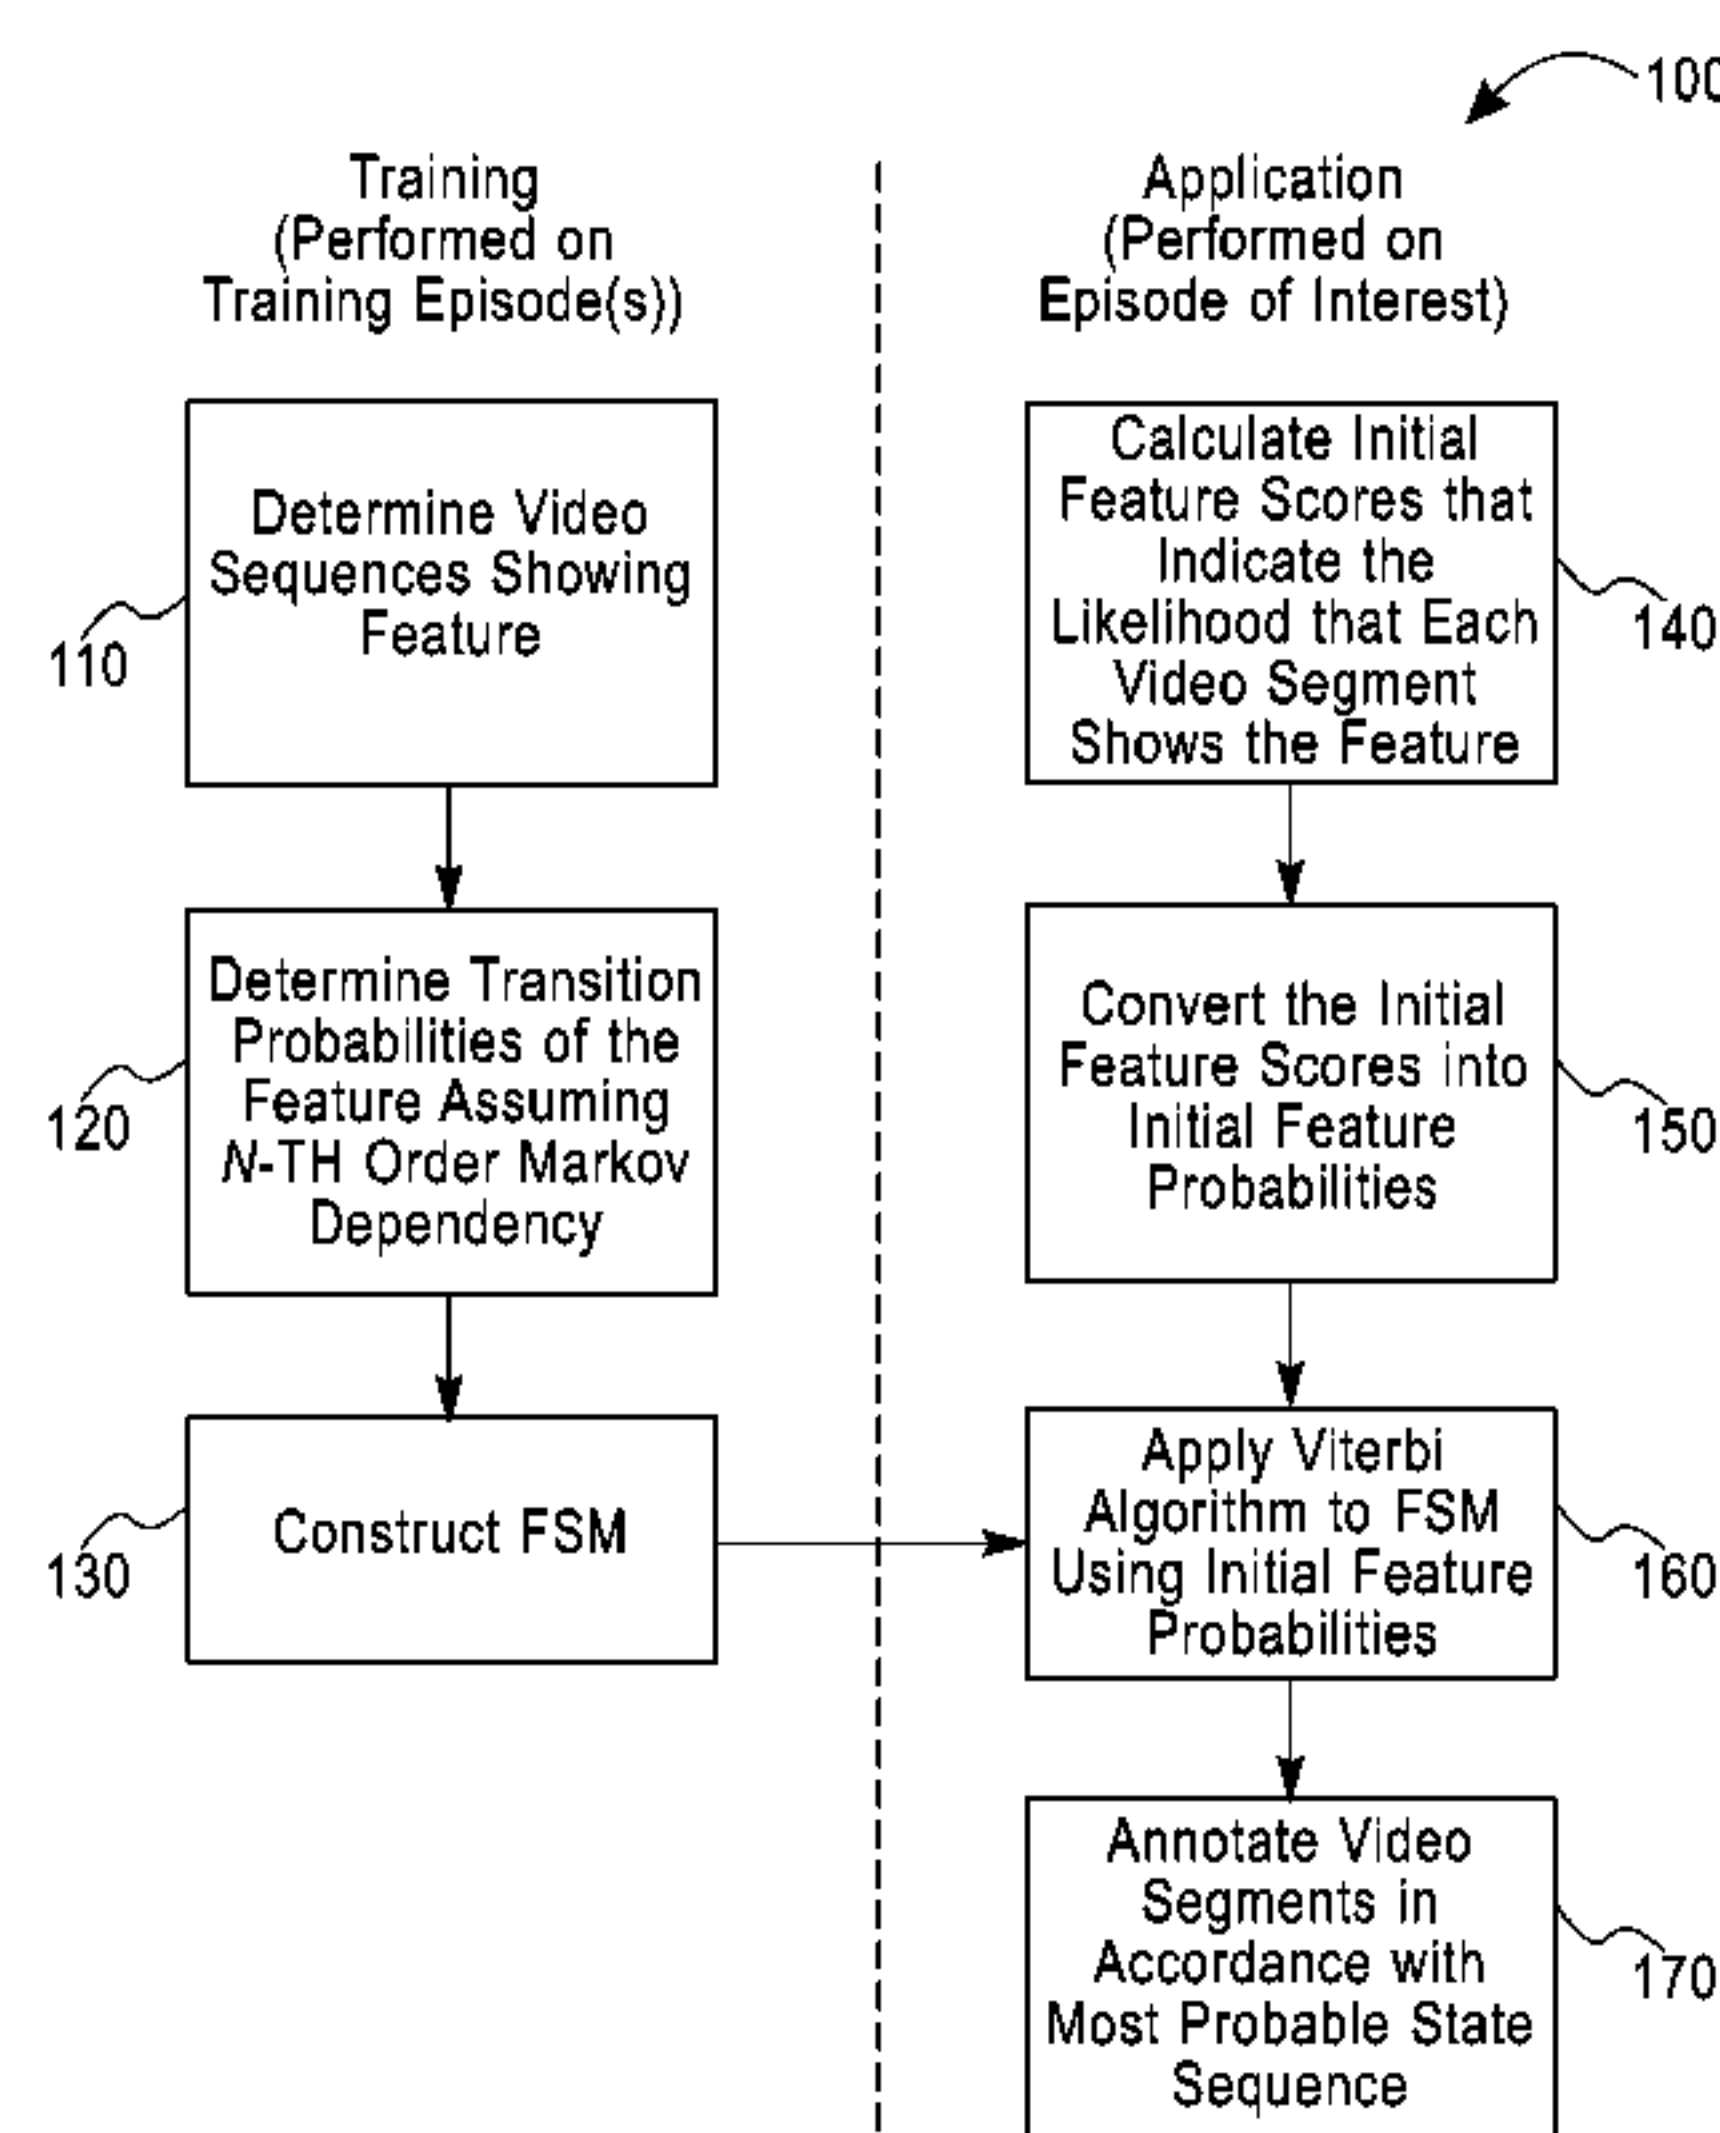 100
Training
(Performed on
Training Episode(s))
Determine Video
Sequences Showing
Feature
110
Determine Transition
Probabilities of the
Feature Assuming
N-TH Order Markov
Dependency
120
Construct FSM
130
Application
(Performed on
Episode of Interest)
Calculate Initial
Feature Scores that
Indicate the
Likelihood that Each
Video Segment
Shows the Feature
140
Convert the Initial
Feature Scores into
Initial Feature
Probabilities
150
Apply Viterbi
Algorithm to FSM
Using Initial Feature
Probabilities
160
Annotate Video
Segments in
Accordance with
Most Probable State
Sequence
170